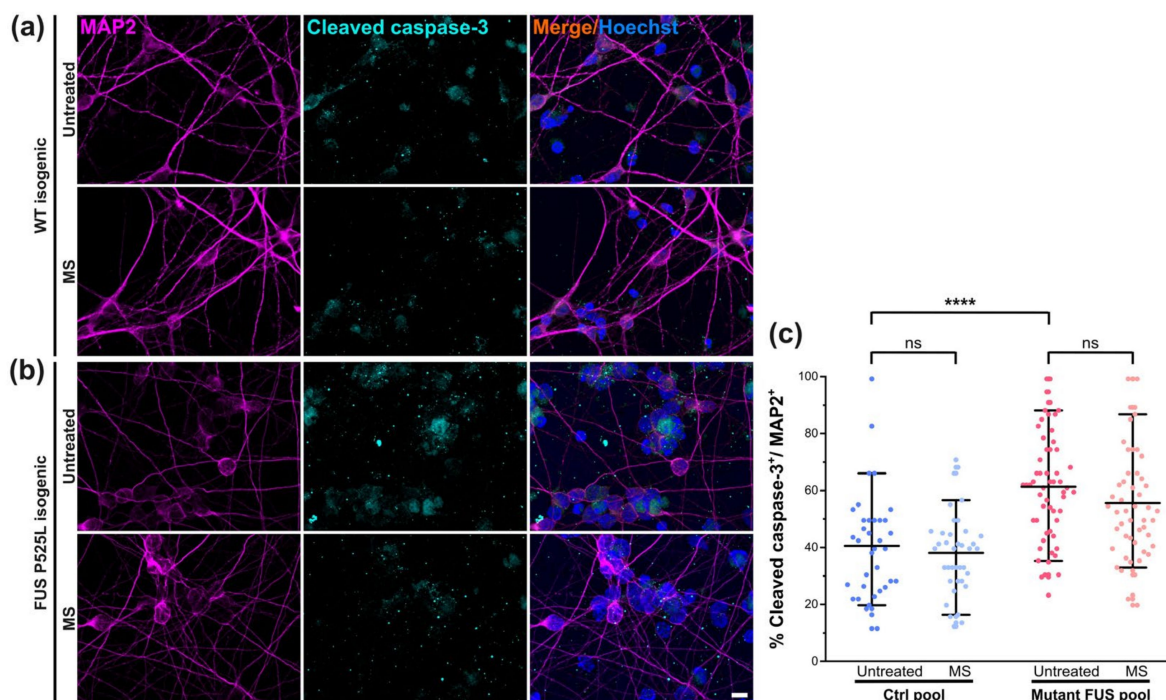 (a)
MAP2
Cleaved caspase-3
Merge/Hoechst
WT isogenic
Untreated
MS
(b)
FUS P525L isogenic
Untreated
MS
(c)
****
ns
ns
% Cleaved caspase-3⁺/ MAP2⁺
100
80
60
40
20
0
Untreated
MS
Untreated
MS
Ctrl pool
Mutant FUS pool